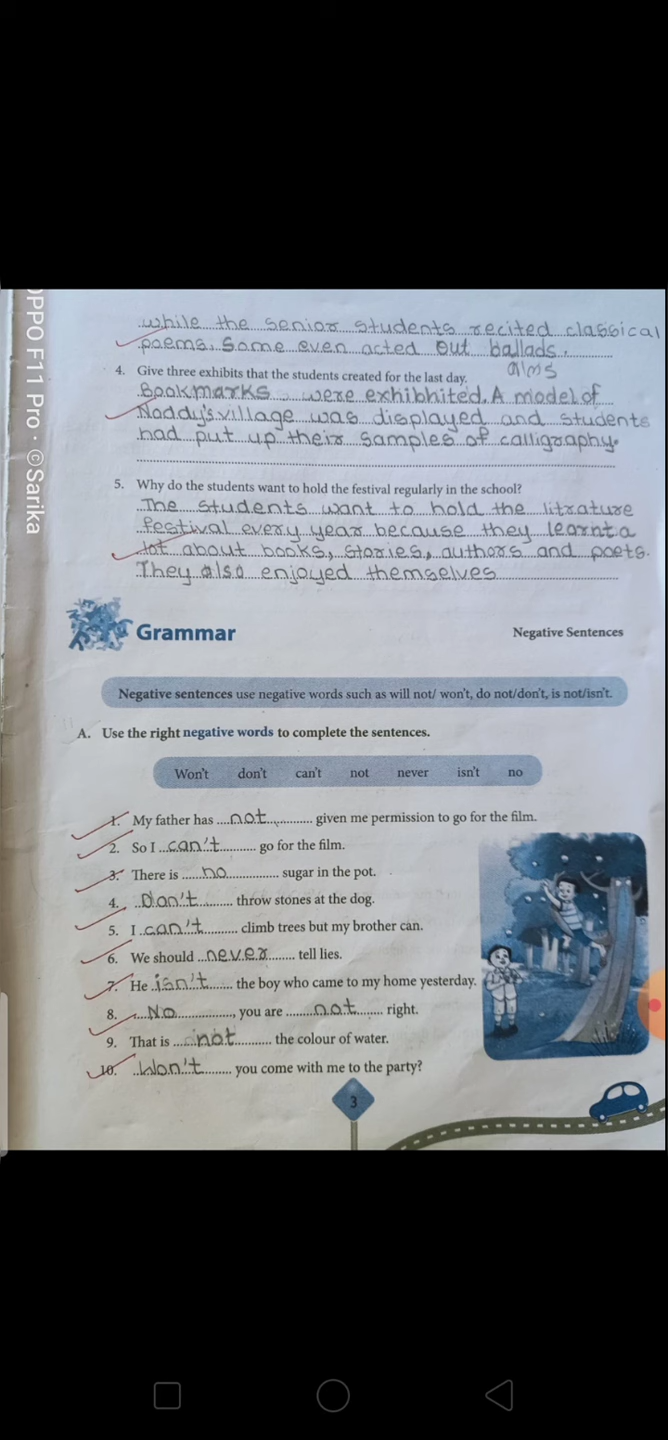 while the senior students recited classical
poems. Some even acted out ballads.
4. Give three exhibits that the students created for the last day.
Bookmarks were exhibhited. A model of
Noddy's village was displayed and students
had put up their samples of calligraphy.
5. Why do the students want to hold the festival regularly in the school?
The students want to hold the litrature
festival every year because they learnt a
lot about books, stories, authors and poets.
They also enjoyed themselves
Grammar
Negative Sentences
Negative sentences use negative words such as will not/ won't, do not/don't, is not/isn't.
A. Use the right negative words to complete the sentences.
Won't don't can't not never isn't no
1. My father has not given me permission to go for the film.
2. So I can't go for the film.
3. There is no sugar in the pot.
4. Don't throw stones at the dog.
5. I can't climb trees but my brother can.
6. We should never tell lies.
7. He isn't the boy who came to my home yesterday.
8. No, you are not right.
9. That is not the colour of water.
10. Won't you come with me to the party?
3
OPPO F11 Pro · ©Sarika